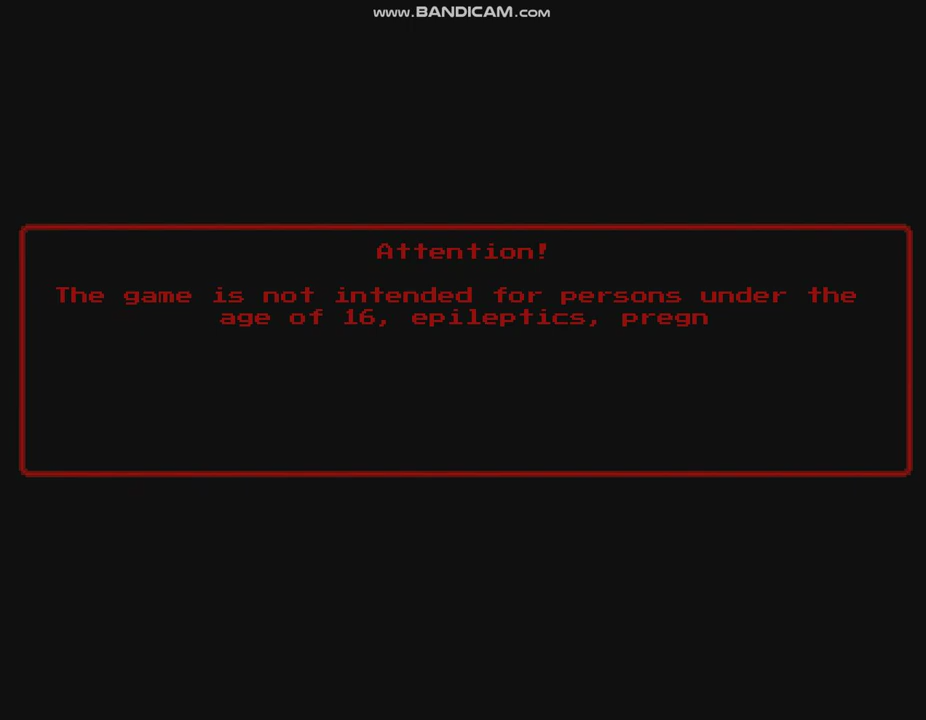 www.BANDICAM.com
Attention!
The game is not intended for persons under the
age of 16, epileptics, pregn